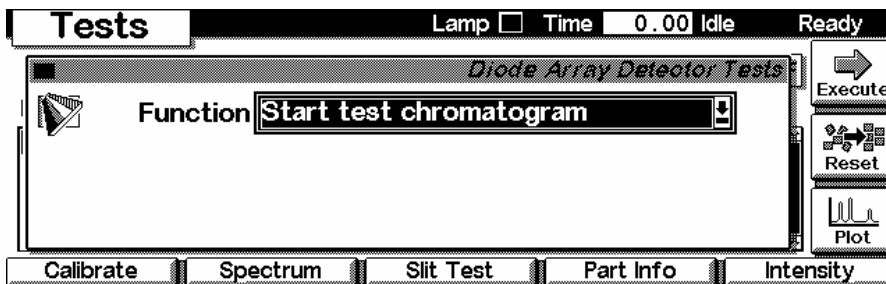 Tests Lamp Time 0.00 Idle Ready
Diode Array Detector Tests
Execute
Function Start test chromatogram
Reset
Plot
Calibrate Spectrum Slit Test Part Info Intensity